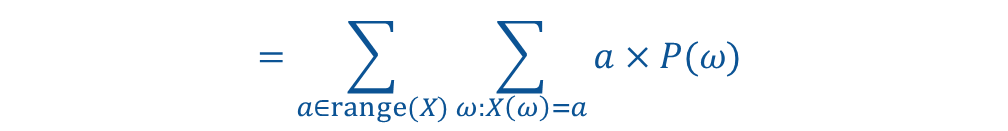 = ∑_{a∈range(X)} ∑_{ω:X(ω)=a} a × P(ω)